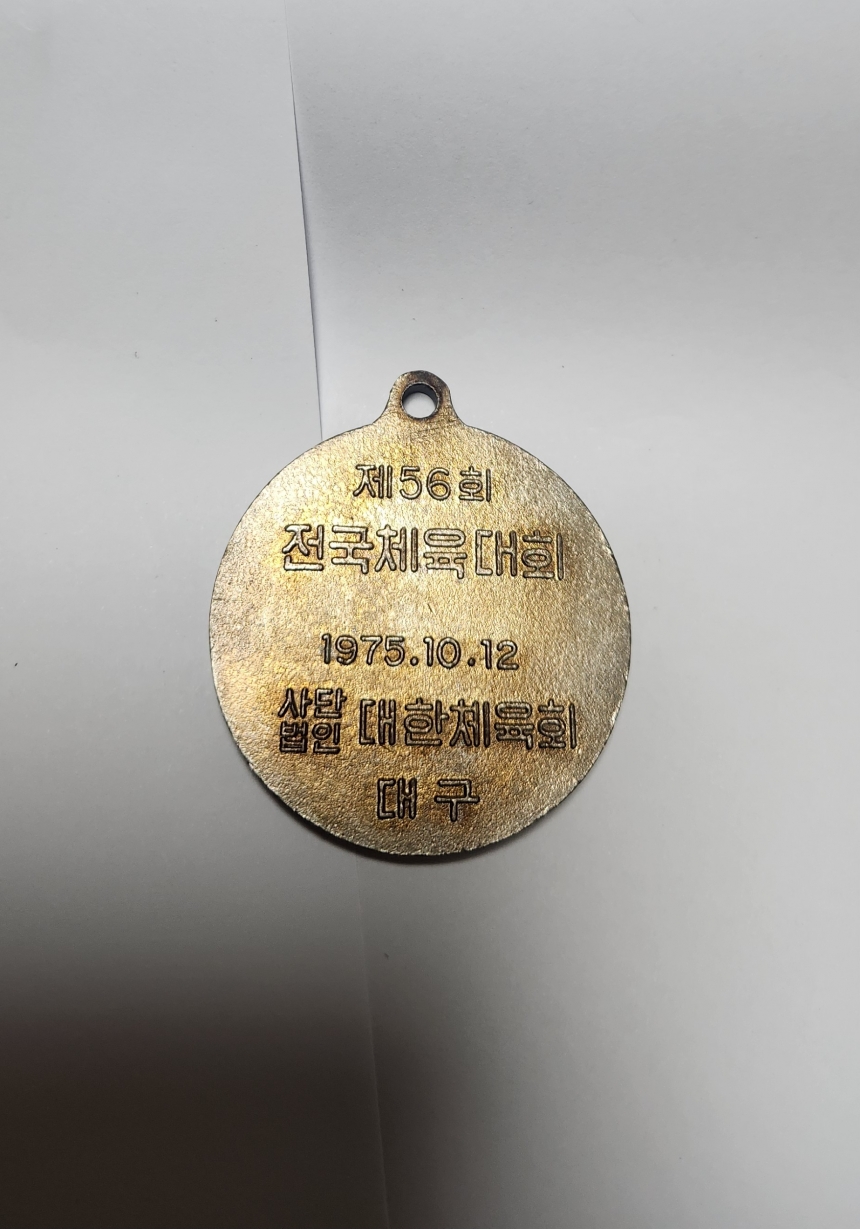 제56회
전국체육대회
1975.10.12
사단법인 대한체육회
대구